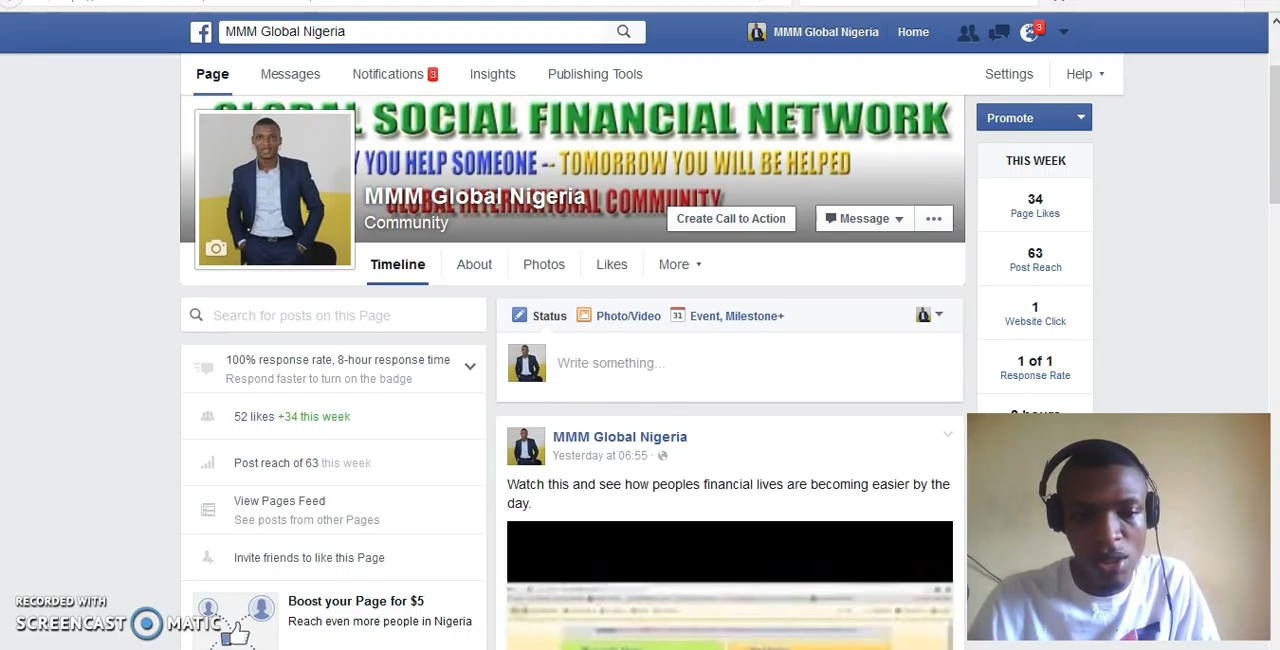 MMM Global Nigeria
MMM Global Nigeria Home 3
Page Messages Notifications 3 Insights Publishing Tools Settings Help
SOCIAL FINANCIAL NETWORK
YOU HELP SOMEONE -- TOMORROW YOU WILL BE HELPED
GLOBAL INTERNATIONAL COMMUNITY
MMM Global Nigeria
Community
Create Call to Action Message
Timeline About Photos Likes More
Promote
THIS WEEK
34
Page Likes
63
Post Reach
1
Website Click
1 of 1
Response Rate
Search for posts on this Page
100% response rate, 8-hour response time
Respond faster to turn on the badge
52 likes +34 this week
Post reach of 63 this week
View Pages Feed
See posts from other Pages
Invite friends to like this Page
Boost your Page for $5
Reach even more people in Nigeria
Status Photo/Video 31 Event, Milestone+
Write something...
MMM Global Nigeria
Yesterday at 06:55
Watch this and see how peoples financial lives are becoming easier by the
day.
RECORDED WITH
SCREENCAST MATIC